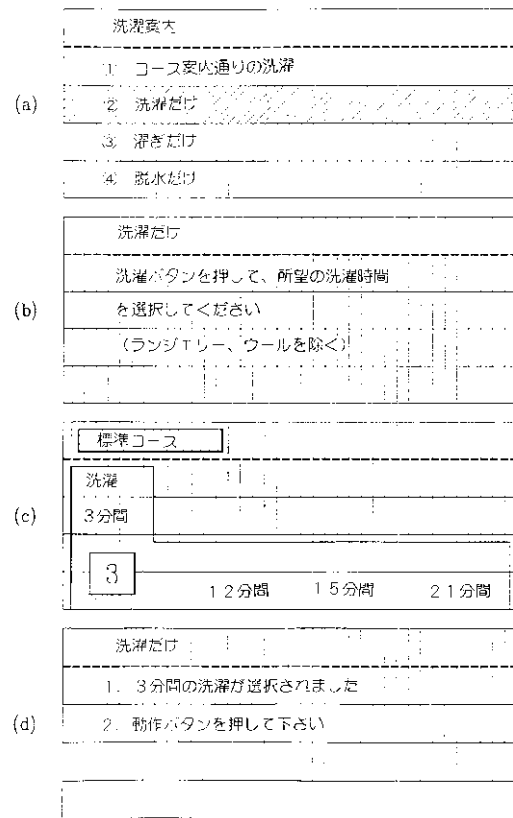 洗濯案内
① コース案内通りの洗濯
(a)
② 洗濯だけ
③ 濯ぎだけ
④ 脱水だけ
洗濯だけ
洗濯ボタンを押して、所望の洗濯時間
(b)
を選択してください
(ランジェリー、ウールを除く)
標準コース
洗濯
(c)
3分間
3
12分間 15分間 21分間
洗濯だけ
1. 3分間の洗濯が選択されました
(d)
2. 動作ボタンを押して下さい